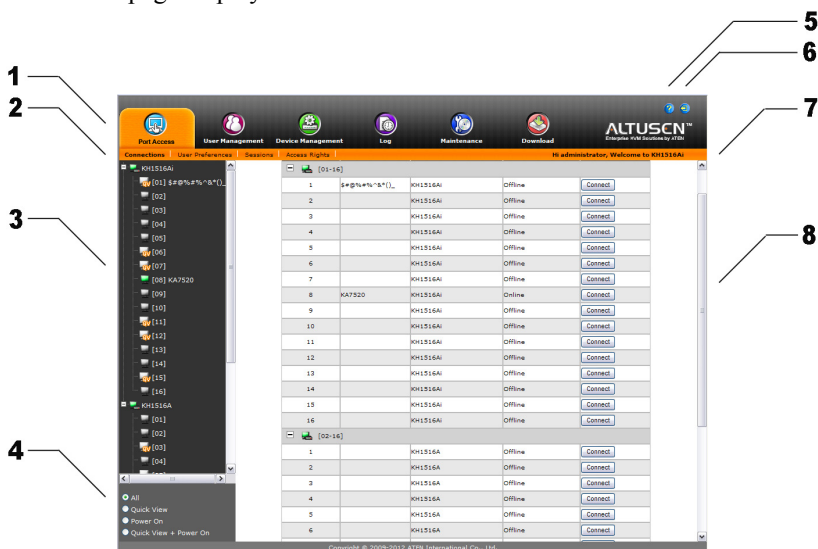 5
6
1
2
7
3
8
4
Port Access
User Management
Device Management
Log
Maintenance
Download
ALTUSEN™
Enterprise KVM Solutions by ATEN
Connections
User Preferences
Sessions
Access Rights
Hi administrator, Welcome to KH1516Ai
KH1516Ai
[01] $#@%#%^&*()_
[02]
[03]
[04]
[05]
[06]
[07]
[08] KA7520
[09]
[10]
[11]
[12]
[13]
[14]
[15]
[16]
KH1516A
[01]
[02]
[03]
[04]
All
Quick View
Power On
Quick View + Power On
[01-16]
1 $#@%#%^&*()_ KH1516Ai Offline Connect
2 KH1516Ai Offline Connect
3 KH1516Ai Offline Connect
4 KH1516Ai Offline Connect
5 KH1516Ai Offline Connect
6 KH1516Ai Offline Connect
7 KH1516Ai Offline Connect
8 KA7520 KH1516Ai Online Connect
9 KH1516Ai Offline Connect
10 KH1516Ai Offline Connect
11 KH1516Ai Offline Connect
12 KH1516Ai Offline Connect
13 KH1516Ai Offline Connect
14 KH1516Ai Offline Connect
15 KH1516Ai Offline Connect
16 KH1516Ai Offline Connect
[02-16]
1 KH1516A Offline Connect
2 KH1516A Offline Connect
3 KH1516A Offline Connect
4 KH1516A Offline Connect
5 KH1516A Offline Connect
6 KH1516A Offline Connect
Copyright © 2009-2012 ATEN International Co., Ltd.